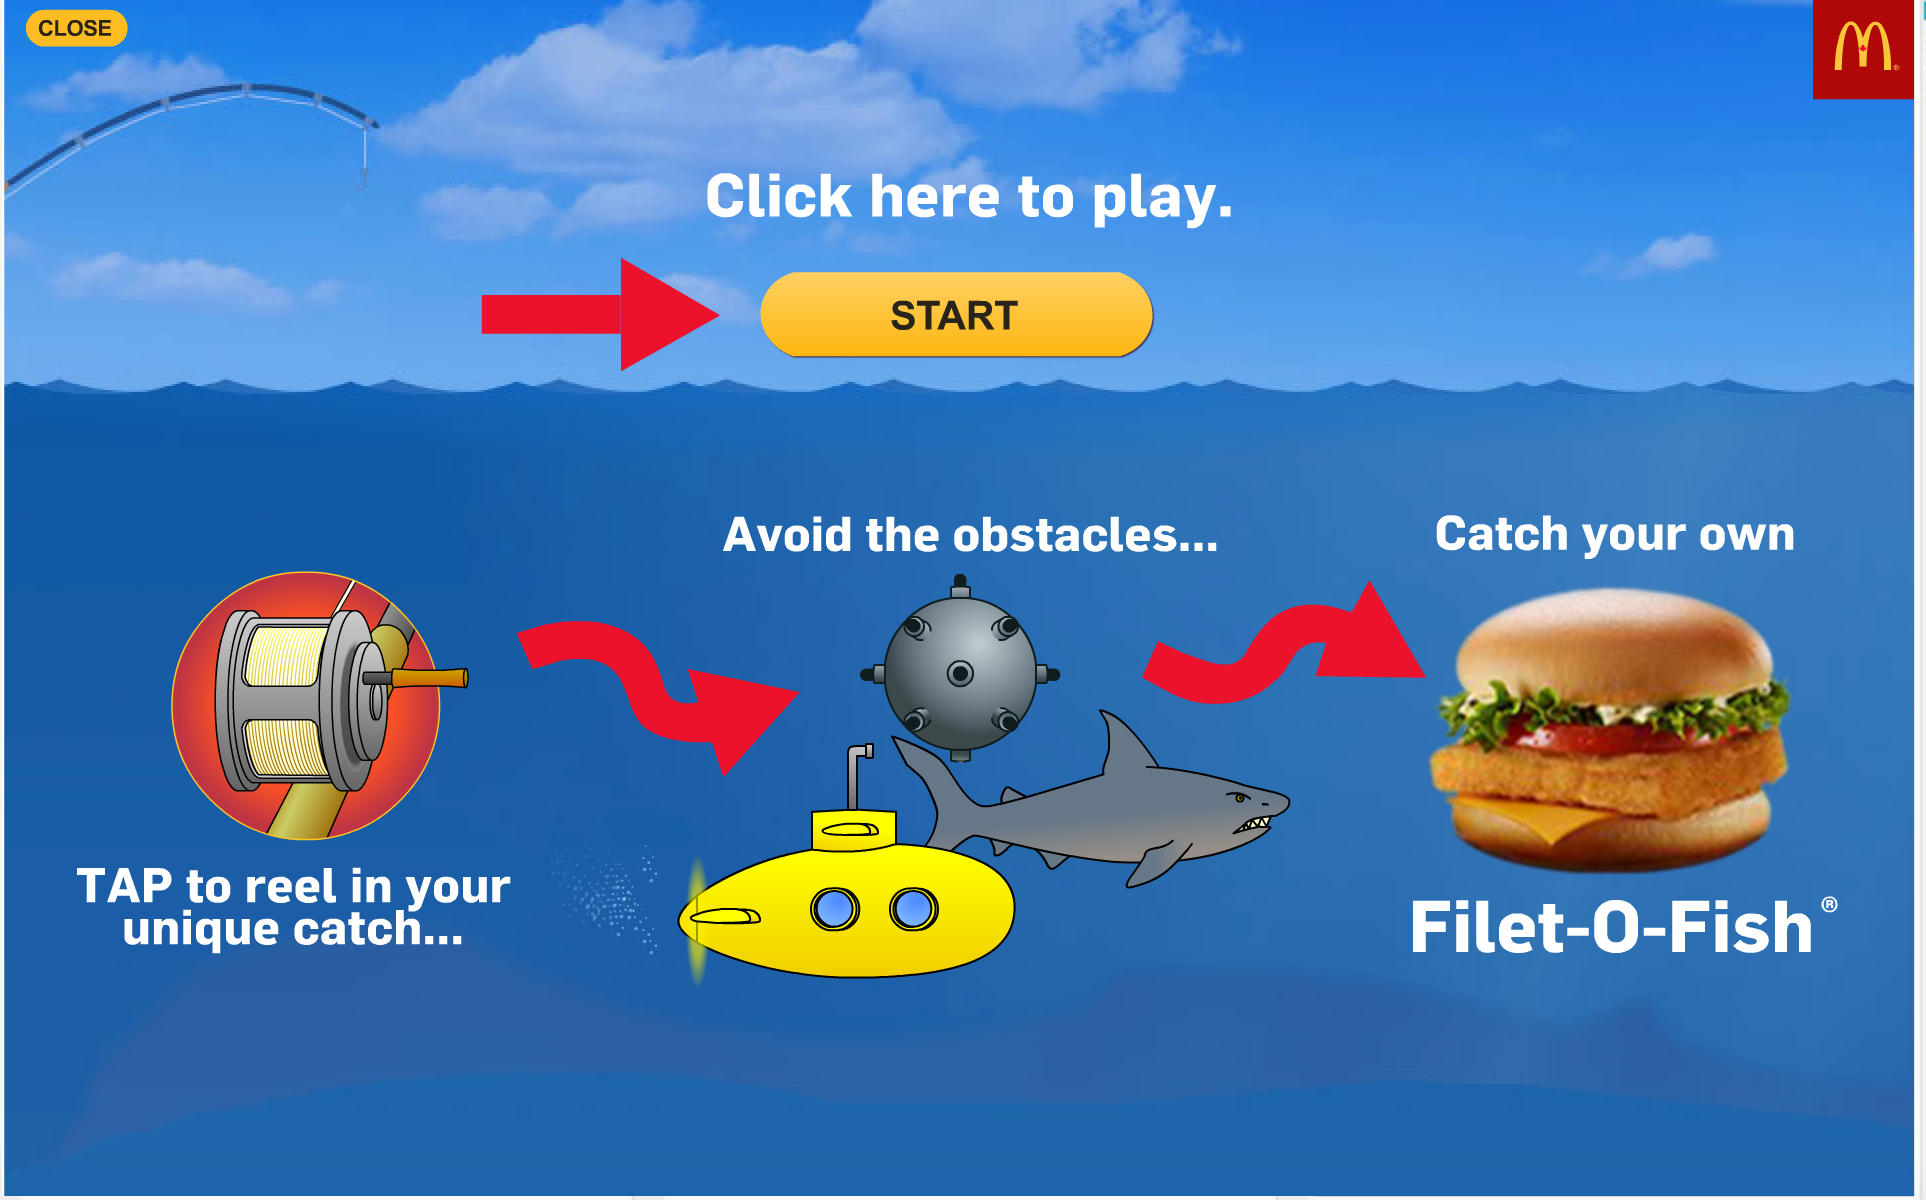 CLOSE
Click here to play.
START
Avoid the obstacles...
Catch your own
TAP to reel in your
unique catch...
Filet-O-Fish®